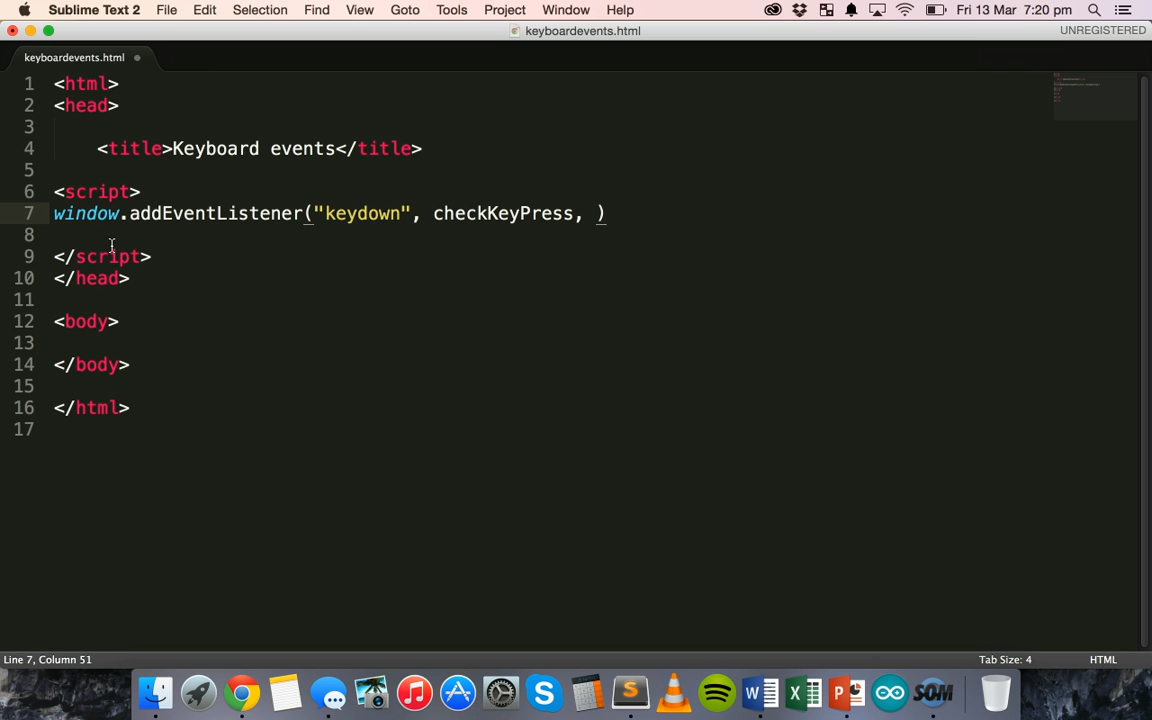 Sublime Text 2 File Edit Selection Find View Goto Tools Project Window Help Fri 13 Mar 7:20 pm
keyboardevents.html UNREGISTERED
keyboardevents.html
1 <html>
2 <head>
3
4 <title>Keyboard events</title>
5
6 <script>
7 window.addEventListener("keydown", checkKeyPress, )
8
9 </script>
10 </head>
11
12 <body>
13
14 </body>
15
16 </html>
17
Line 7, Column 51 Tab Size: 4 HTML
SOM